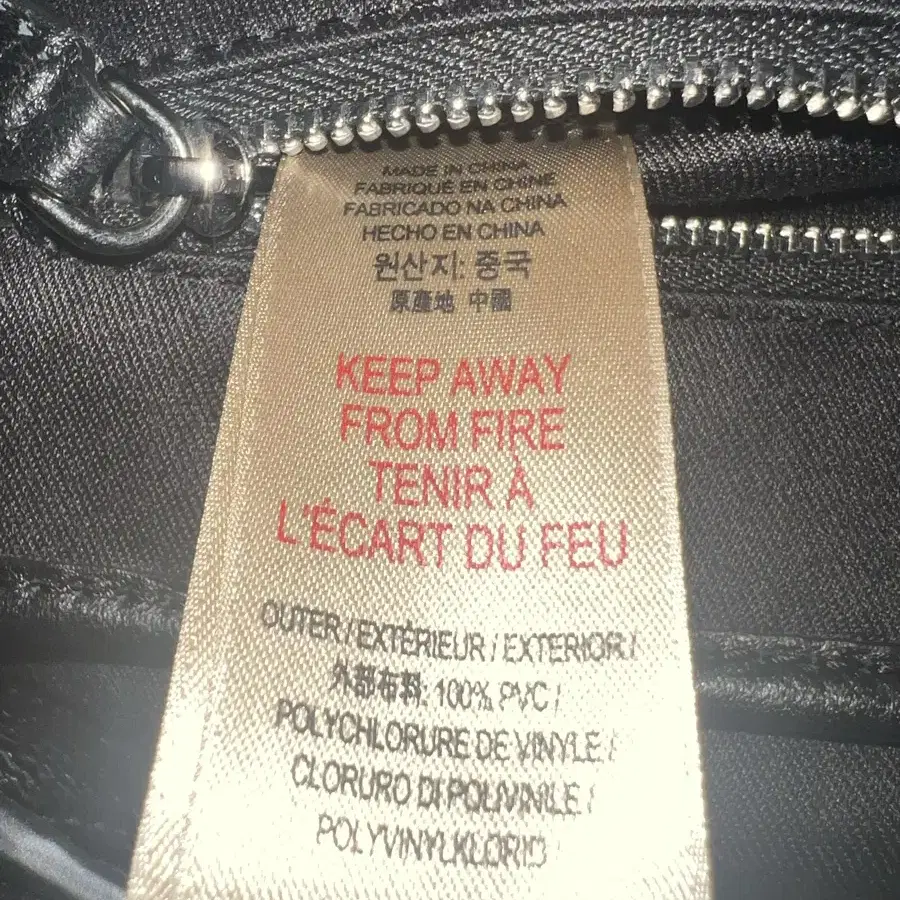 MADE IN CHINA
FABRIQUÉ EN CHINE
FABRICADO NA CHINA
HECHO EN CHINA
원산지: 중국
原產地 中國
KEEP AWAY
FROM FIRE
TENIR À
L'ÉCART DU FEU
OUTER / EXTÉRIEUR / EXTERIOR /
外部布料: 100% PVC /
POLYCHLORURE DE VINYLE /
CLORURO DI POLIVINILE /
POLYVINYLKLORID